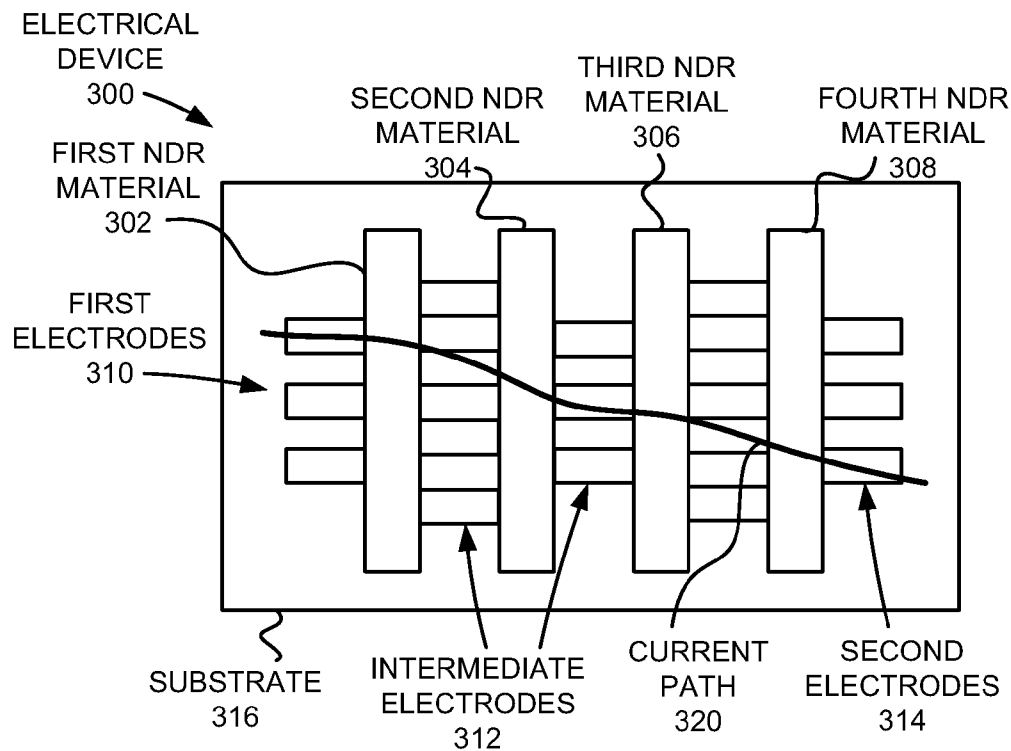 ELECTRICAL
DEVICE
300
FIRST NDR
MATERIAL
302
SECOND NDR
MATERIAL
304
THIRD NDR
MATERIAL
306
FOURTH NDR
MATERIAL
308
FIRST
ELECTRODES
310
SUBSTRATE
316
INTERMEDIATE
ELECTRODES
312
CURRENT
PATH
320
SECOND
ELECTRODES
314